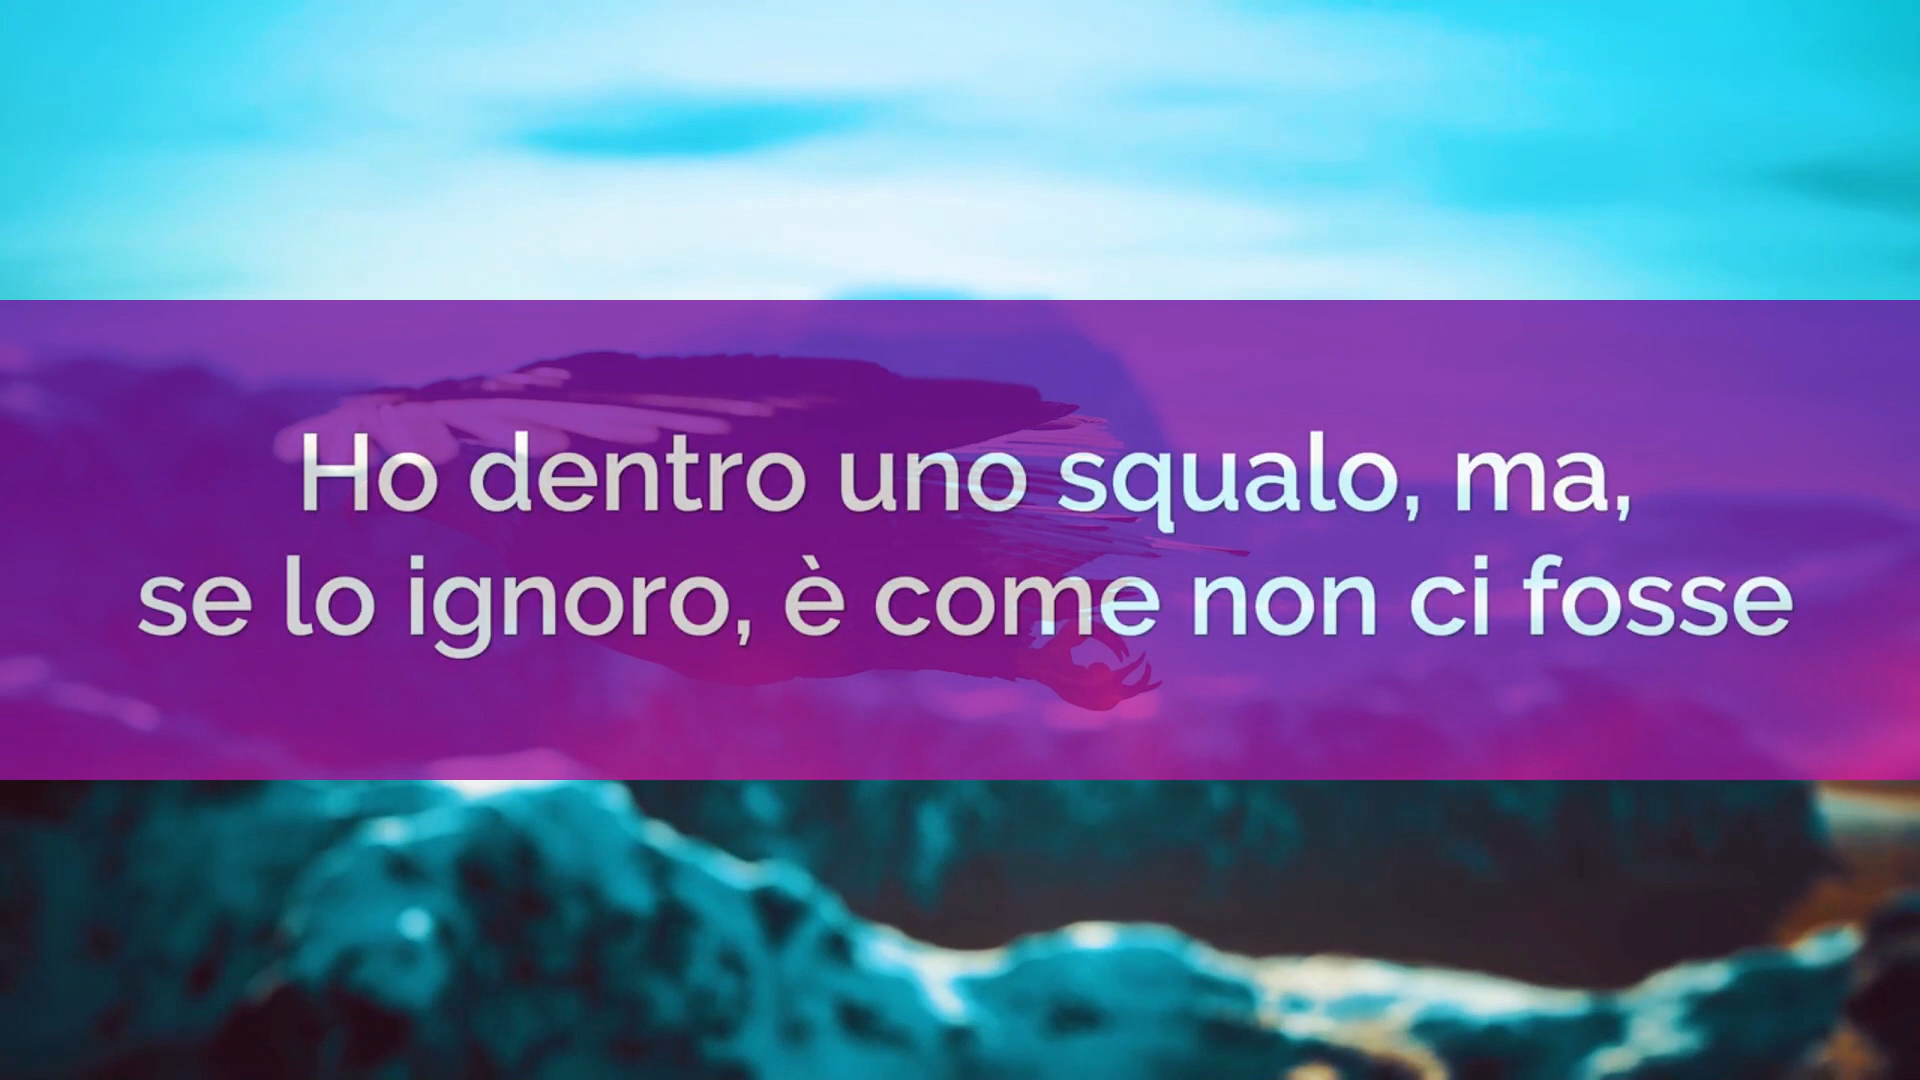 Ho dentro uno squalo, ma,
se lo ignoro, è come non ci fosse